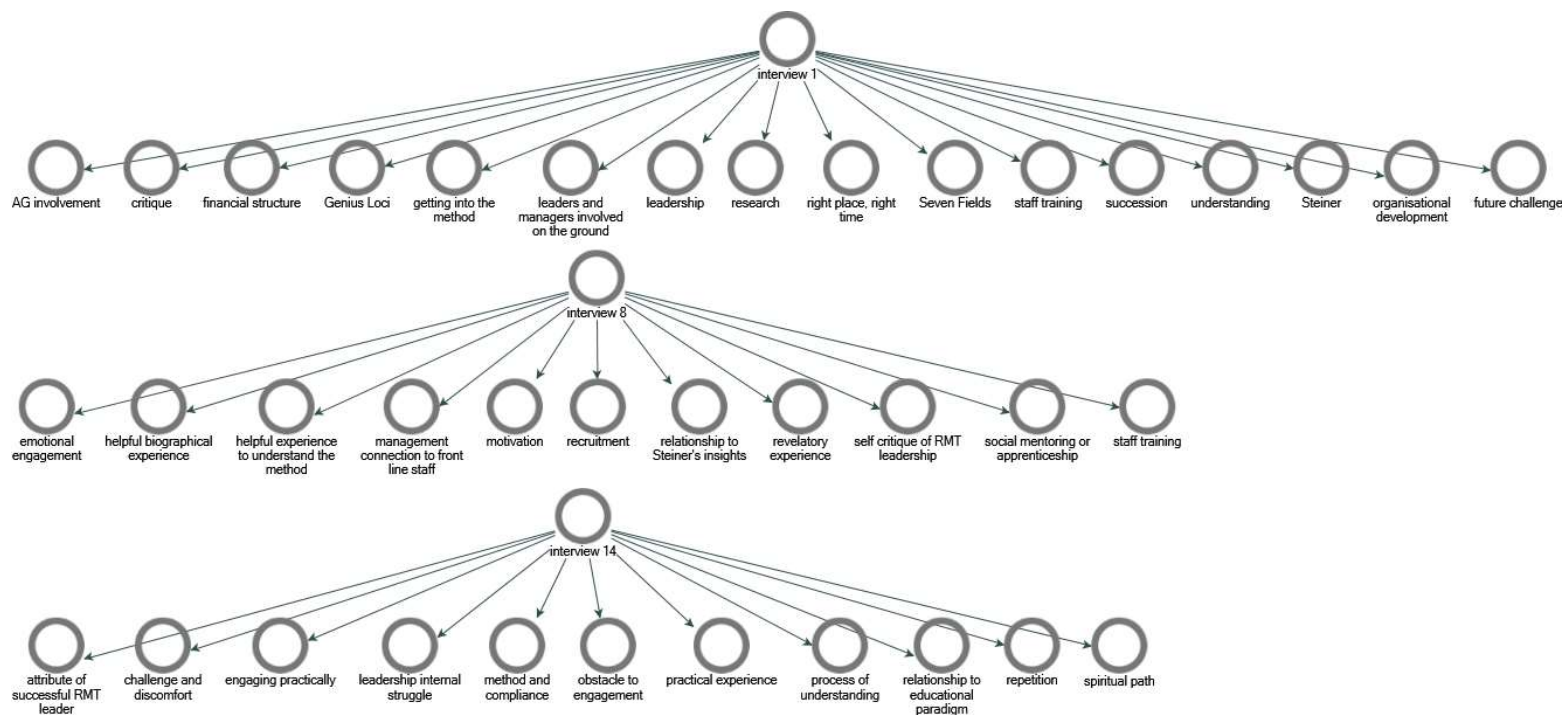 interview 1
AG involvement
critique
financial structure
Genius Loci
getting into the
method
leaders and
managers involved
on the ground
leadership
research
right place, right
time
Seven Fields
staff training
succession
understanding
Steiner
organisational
development
future challenge
interview 8
emotional
engagement
helpful biographical
experience
helpful experience
to understand the
method
management
connection to front
line staff
motivation
recruitment
relationship to
Steiner's insights
revelatory
experience
self critique of RMT
leadership
social mentoring or
apprenticeship
staff training
interview 14
attribute of
successful RMT
leader
challenge and
discomfort
engaging practically
leadership internal
struggle
method and
compliance
obstacle to
engagement
practical experience
process of
understanding
relationship to
educational
paradigm
repetition
spiritual path